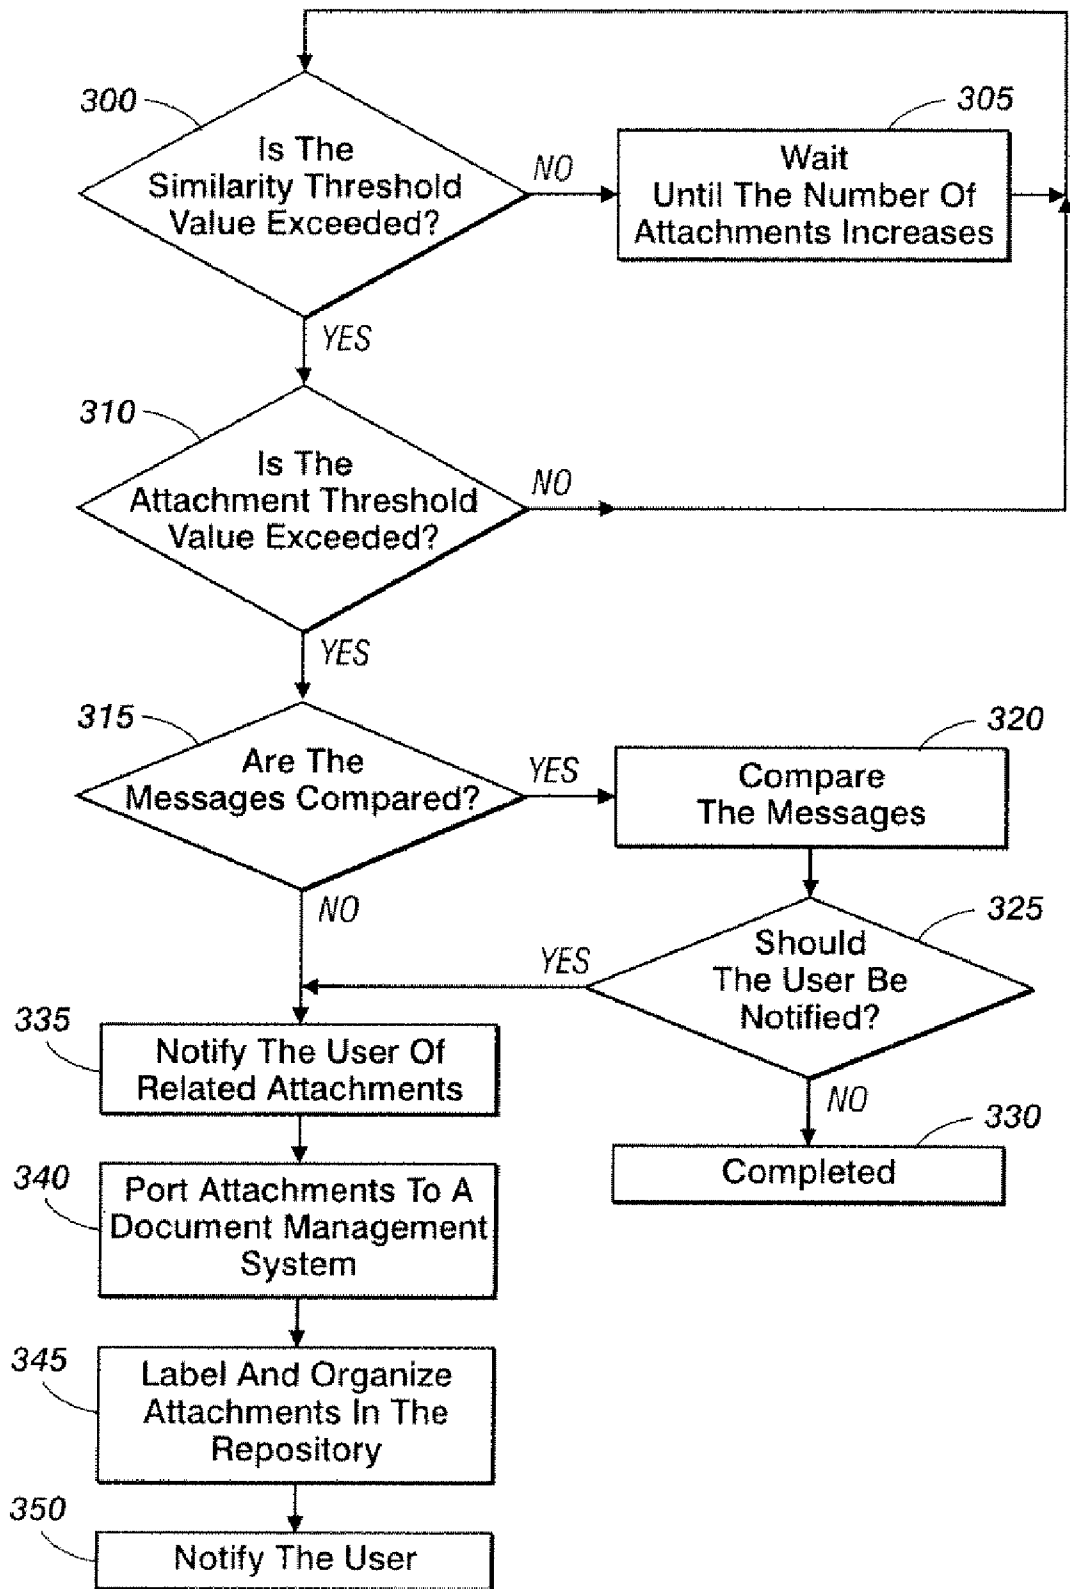 300
Is The
Similarity Threshold
Value Exceeded?
NO
305
Wait
Until The Number Of
Attachments Increases
YES
310
Is The
Attachment Threshold
Value Exceeded?
NO
YES
315
Are The
Messages Compared?
YES
320
Compare
The Messages
NO
325
Should
The User Be
Notified?
YES
NO
330
Completed
335
Notify The User Of
Related Attachments
340
Port Attachments To A
Document Management
System
345
Label And Organize
Attachments In The
Repository
350
Notify The User